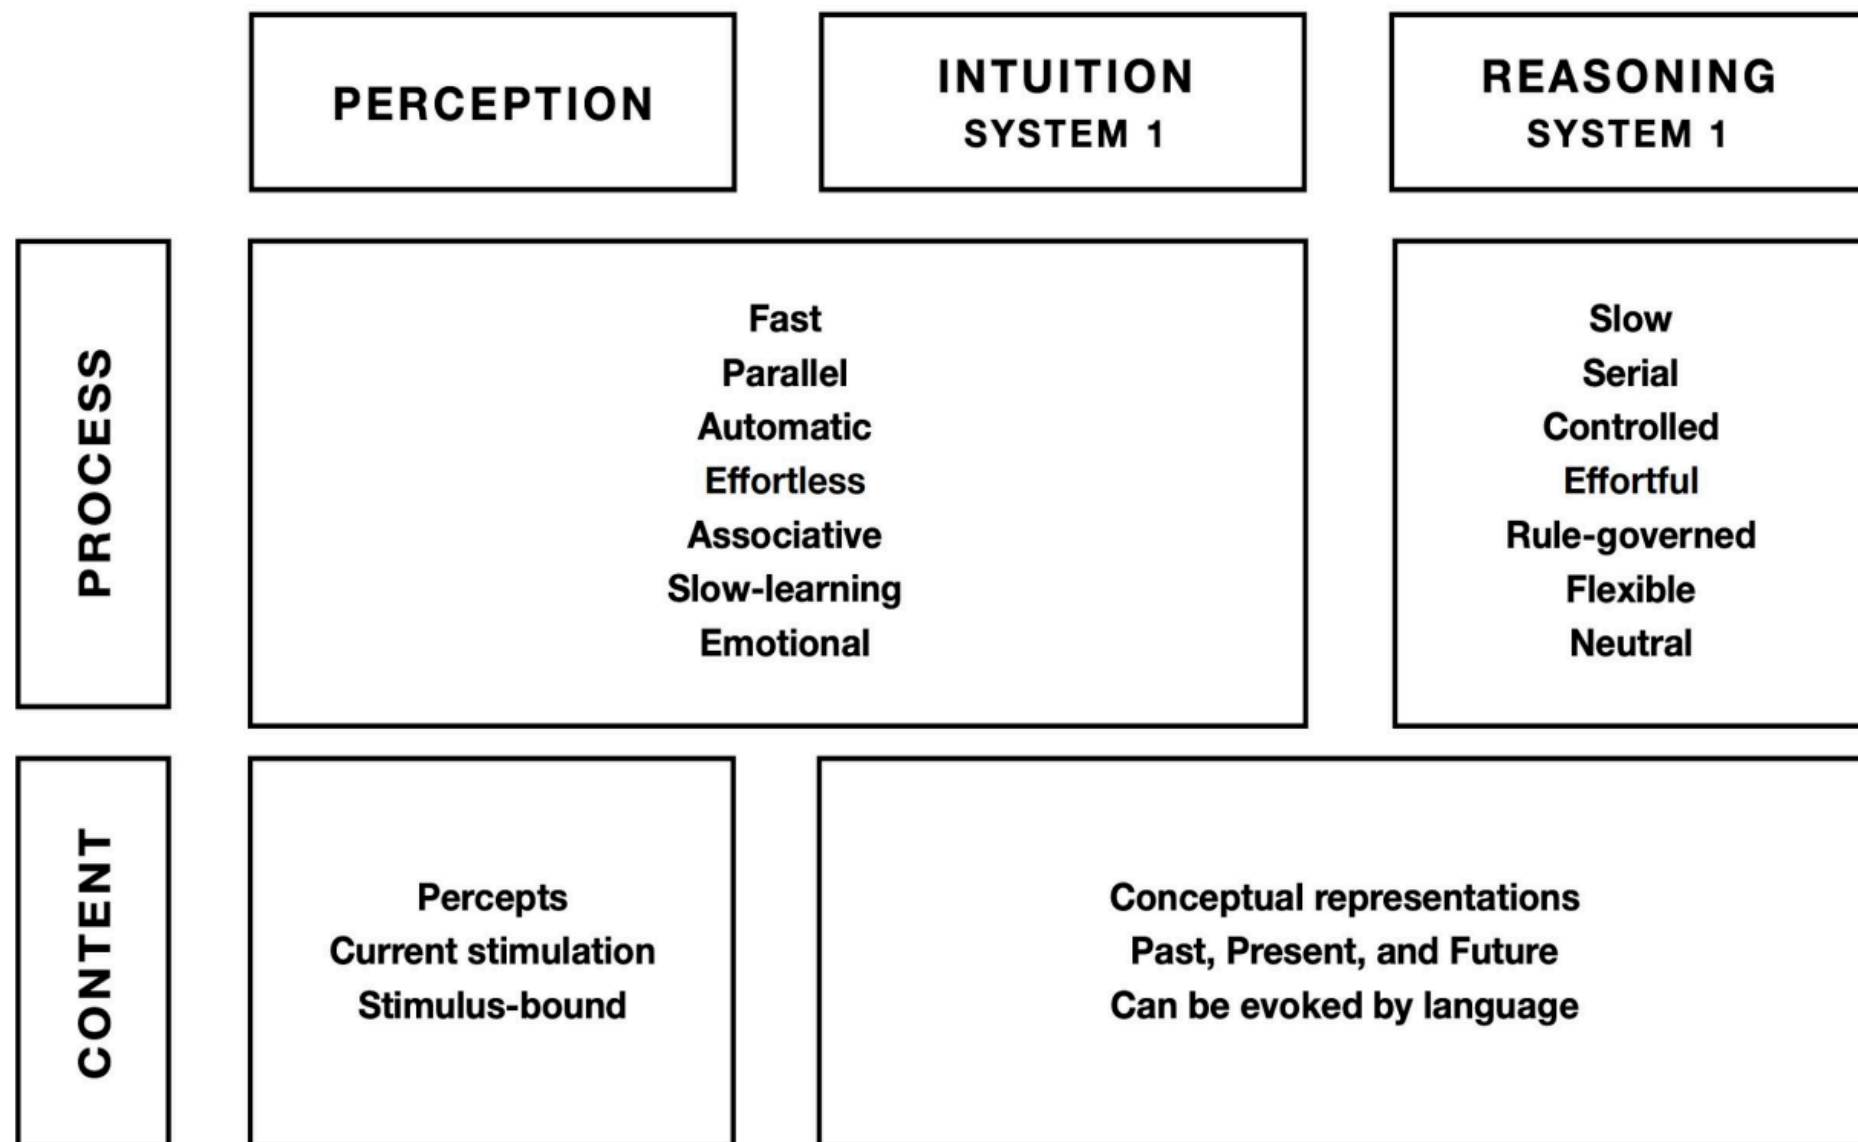 PERCEPTION
INTUITION
SYSTEM 1
REASONING
SYSTEM 1
PROCESS
Fast
Parallel
Automatic
Effortless
Associative
Slow-learning
Emotional
Slow
Serial
Controlled
Effortful
Rule-governed
Flexible
Neutral
CONTENT
Percepts
Current stimulation
Stimulus-bound
Conceptual representations
Past, Present, and Future
Can be evoked by language